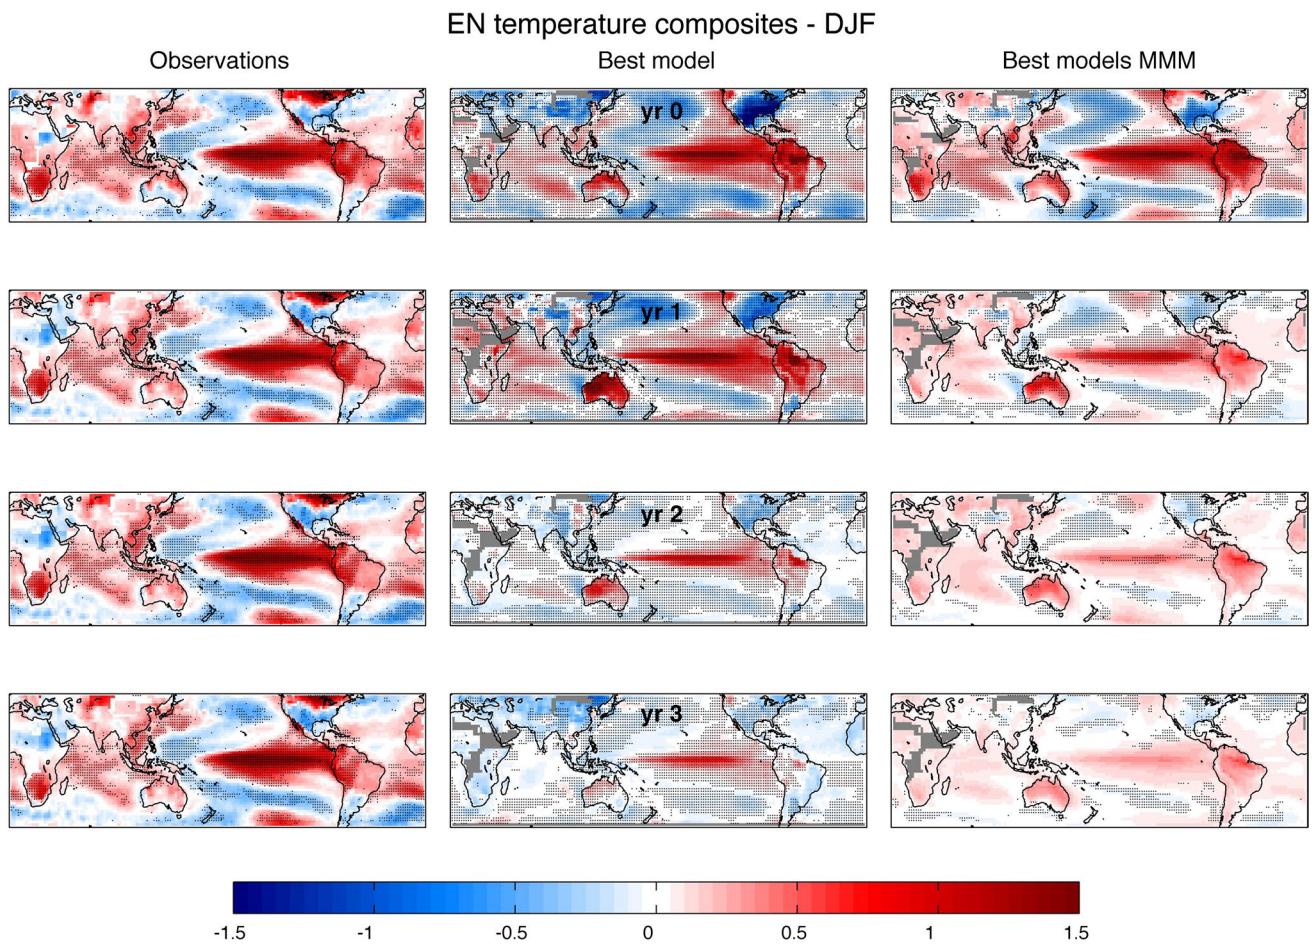 EN temperature composites - DJF
Observations
Best model
Best models MMM
yr 0
yr 1
yr 2
yr 3
-1.5 -1 -0.5 0 0.5 1 1.5